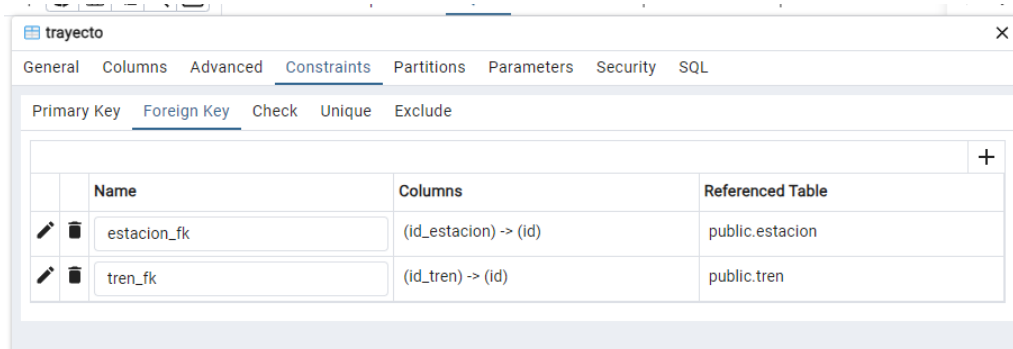 trayecto
General Columns Advanced Constraints Partitions Parameters Security SQL
Primary Key Foreign Key Check Unique Exclude
Name Columns Referenced Table
estacion_fk (id_estacion) -> (id) public.estacion
tren_fk (id_tren) -> (id) public.tren